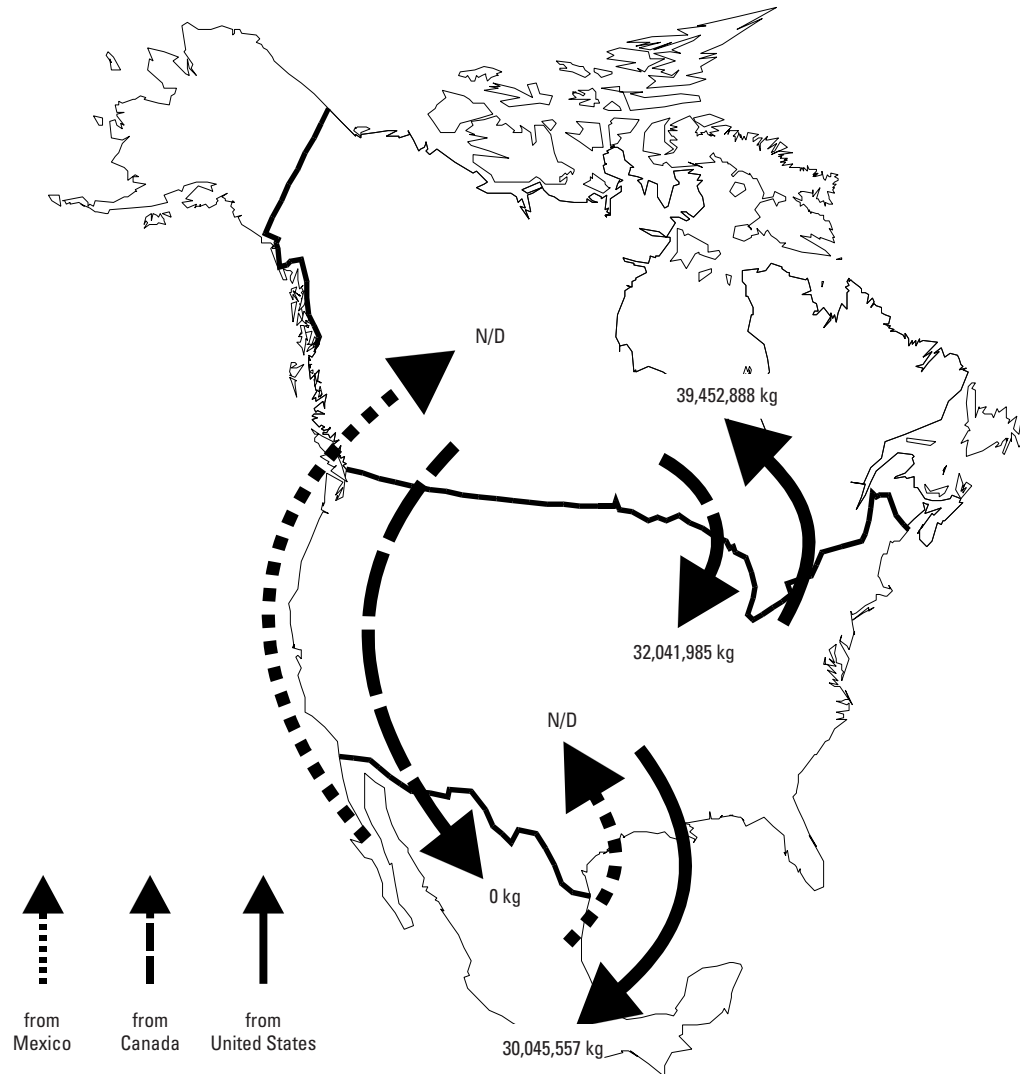 N/D
39,452,888 kg
32,041,985 kg
N/D
0 kg
30,045,557 kg
from
Mexico
from
Canada
from
United States